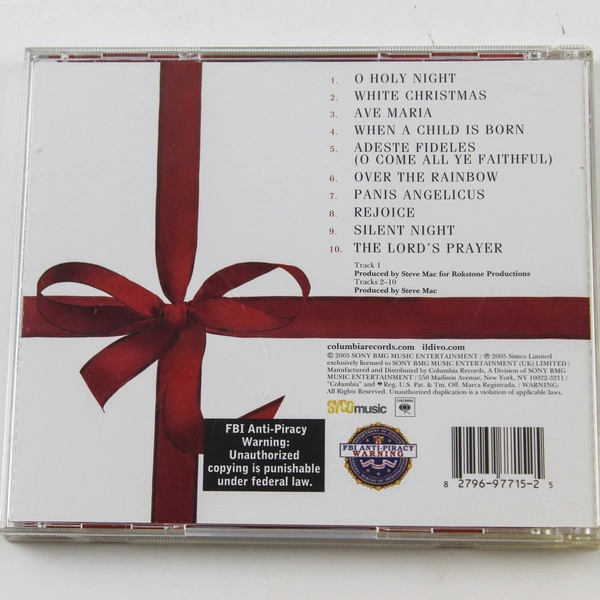 1. O HOLY NIGHT
2. WHITE CHRISTMAS
3. AVE MARIA
4. WHEN A CHILD IS BORN
5. ADESTE FIDELES
(O COME ALL YE FAITHFUL)
6. OVER THE RAINBOW
7. PANIS ANGELICUS
8. REJOICE
9. SILENT NIGHT
10. THE LORD'S PRAYER
Track 1
Produced by Steve Mac for Rokstone Productions
Tracks 2–10
Produced by Steve Mac
columbiarecords.com ildivo.com
© 2005 SONY BMG MUSIC ENTERTAINMENT / ℗ 2005 Simco Limited
exclusively licensed to SONY BMG MUSIC ENTERTAINMENT (UK) LIMITED /
Manufactured and Distributed by Columbia Records, A Division of SONY BMG
MUSIC ENTERTAINMENT / 550 Madison Avenue, New York, NY 10022-3211 /
"Columbia" and Reg. U.S. Pat. & Tm. Off. Marca Registrada. / WARNING:
All Rights Reserved. Unauthorized duplication is a violation of applicable laws.
SYCOmusic
COLUMBIA
FBI Anti-Piracy
Warning:
Unauthorized
copying is punishable
under federal law.
FBI ANTI-PIRACY
WARNING
8 2796-97715-2 5